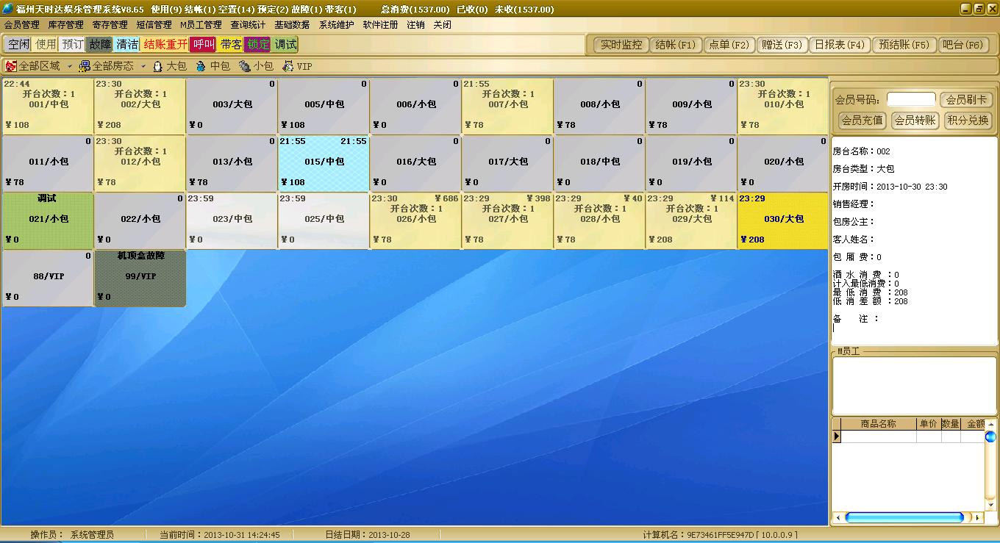 福州天时达娱乐管理系统V8.65 使用(9) 结帐(1) 空置(14) 预定(2) 故障(1) 带客(1) 总消费(1537.00) 已收(0) 未收(1537.00)
会员管理 库存管理 寄存管理 短信管理 M员工管理 查询统计 基础数据 系统维护 软件注册 注销 关闭
空闲 使用 预订 故障 清洁 结账重开 呼叫 带客 锁定 调试 实时监控 结帐(F1) 点单(F2) 赠送(F3) 日报表(F4) 预结账(F5) 吧台(F6)
全部区域 全部房态 大包 中包 小包 VIP
22:44
开台次数：1
001/中包
¥108
23:30
开台次数：1
002/大包
¥208
0
003/大包
¥0
0
005/中包
¥108
0
006/小包
¥0
21:55
开台次数：1
007/小包
¥78
0
008/小包
¥78
0
009/小包
¥78
23:30
开台次数：1
010/小包
¥78
0
011/小包
¥78
23:30
开台次数：1
012/小包
¥78
0
013/小包
¥78
21:55 21:55
015/中包
¥108
0
016/大包
¥0
0
017/大包
¥0
0
018/中包
¥0
0
019/小包
¥0
0
020/小包
¥0
调试
021/小包
¥0
0
022/小包
¥0
23:59
023/中包
¥0
23:59
025/中包
¥0
23:30 ¥686
开台次数：1
026/小包
¥78
23:29 ¥398
开台次数：1
027/小包
¥78
23:29 ¥40
开台次数：1
028/小包
¥78
23:29 ¥114
开台次数：1
029/大包
¥208
23:29
030/大包
¥208
0
88/VIP
¥0
机顶盒故障
99/VIP
¥0
会员号码： 会员刷卡
会员充值 会员转账 积分兑换
房台名称：002
房台类型：大包
开房时间：2013-10-30 23:30
销售经理：
包房公主：
客人姓名：
包 厢 费：0
酒 水 消 费 ：0
计入最低消费：0
最 低 消 费 ：208
低 消 差 额 ：208
备 注 ：
M员工
商品名称 单价 数量 金额
操作员： 系统管理员 当前时间：2013-10-31 14:24:45 日结日期：2013-10-28 计算机名：9E73461FF5E947D [ 10.0.0.9 ]